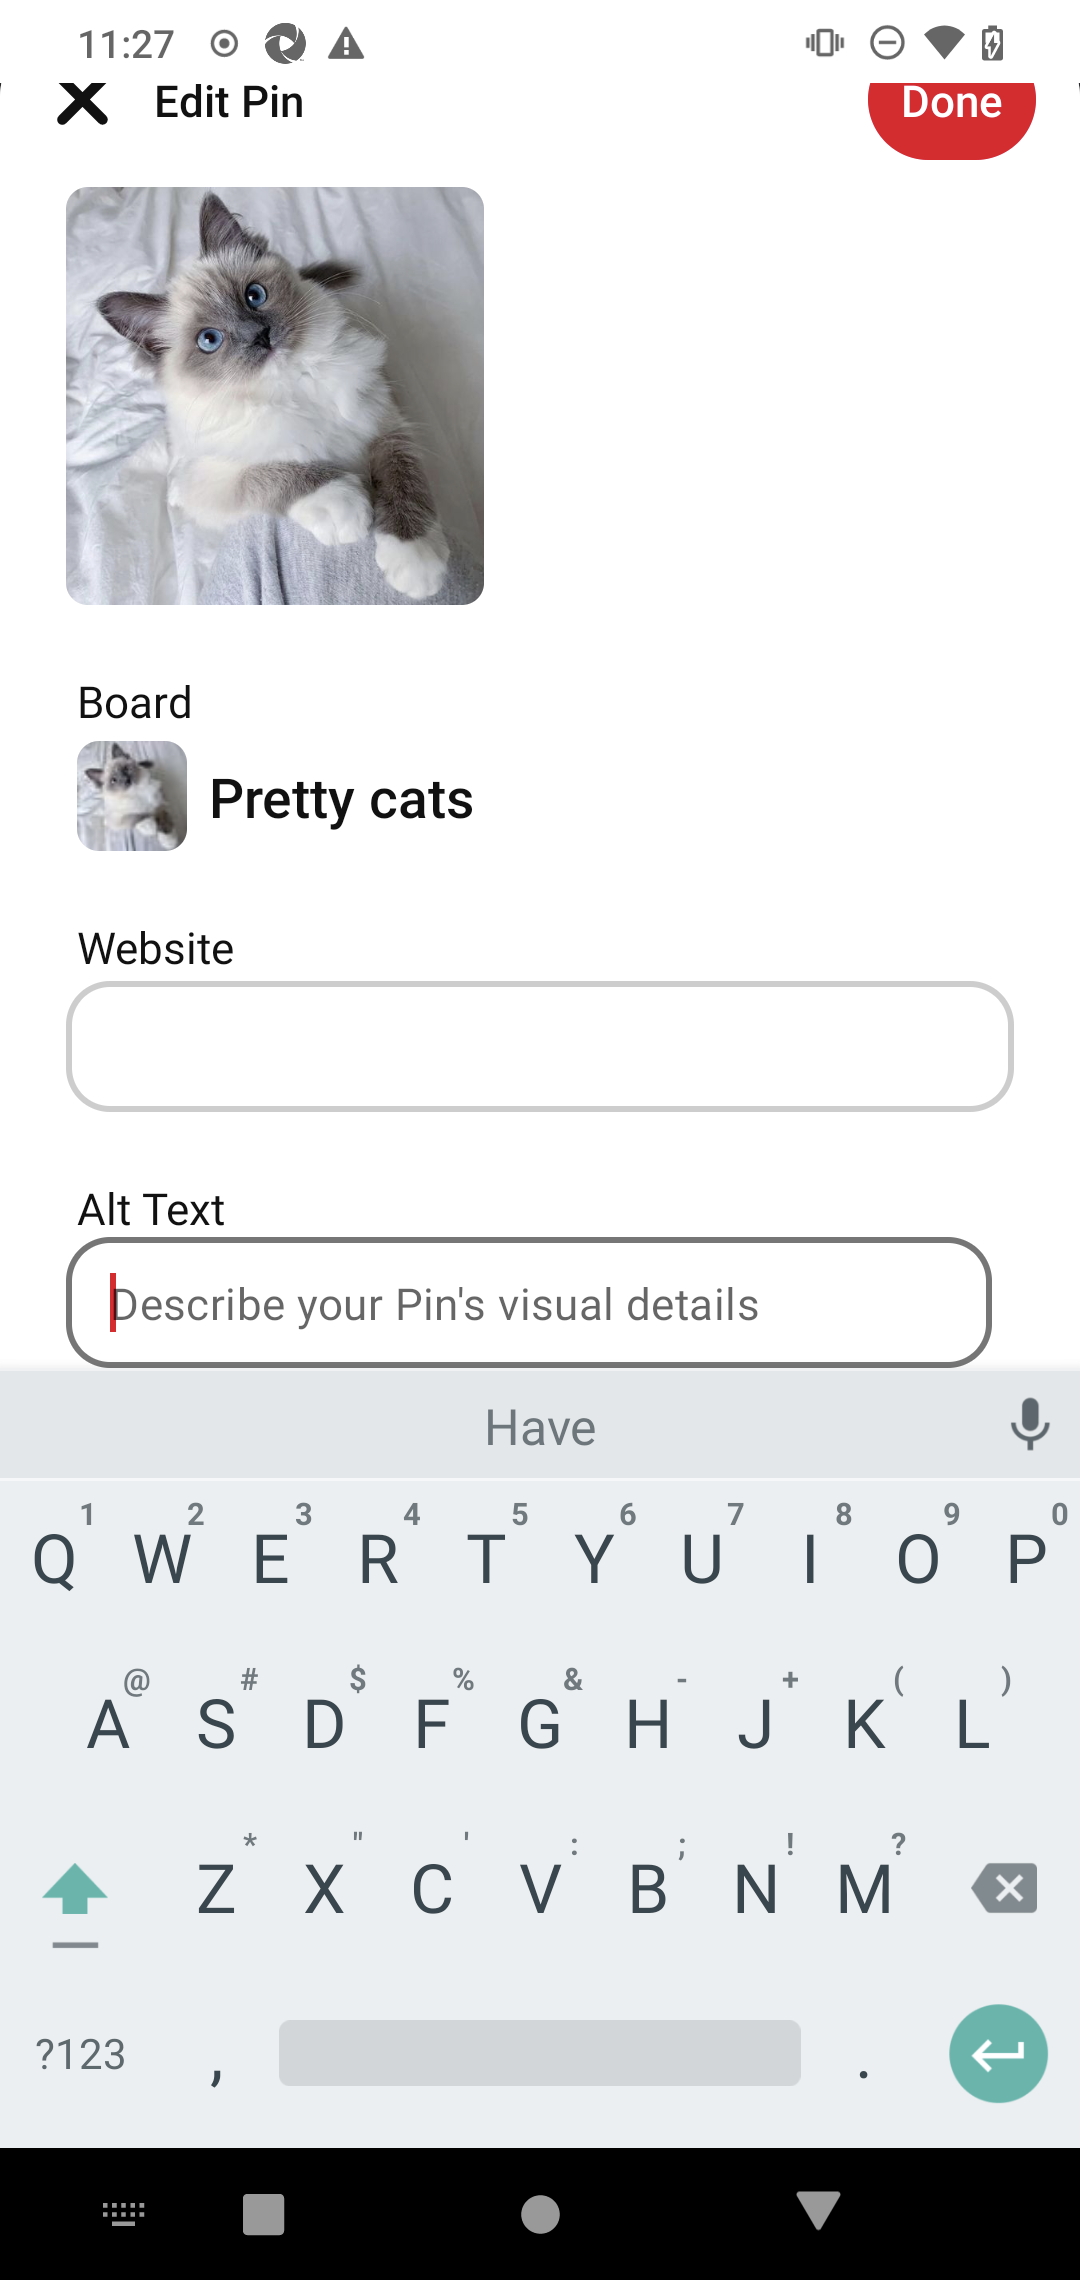 11:27
Edit Pin
Done
Board
Pretty cats
Website
Alt Text
Describe your Pin's visual details
Have
1 2 3 4 5 6 7 8 9 0
Q W E R T Y U I O P
@ # $ % & - + ( )
A S D F G H J K L
* " ' : ; ! ?
Z X C V B N M
?123 , .